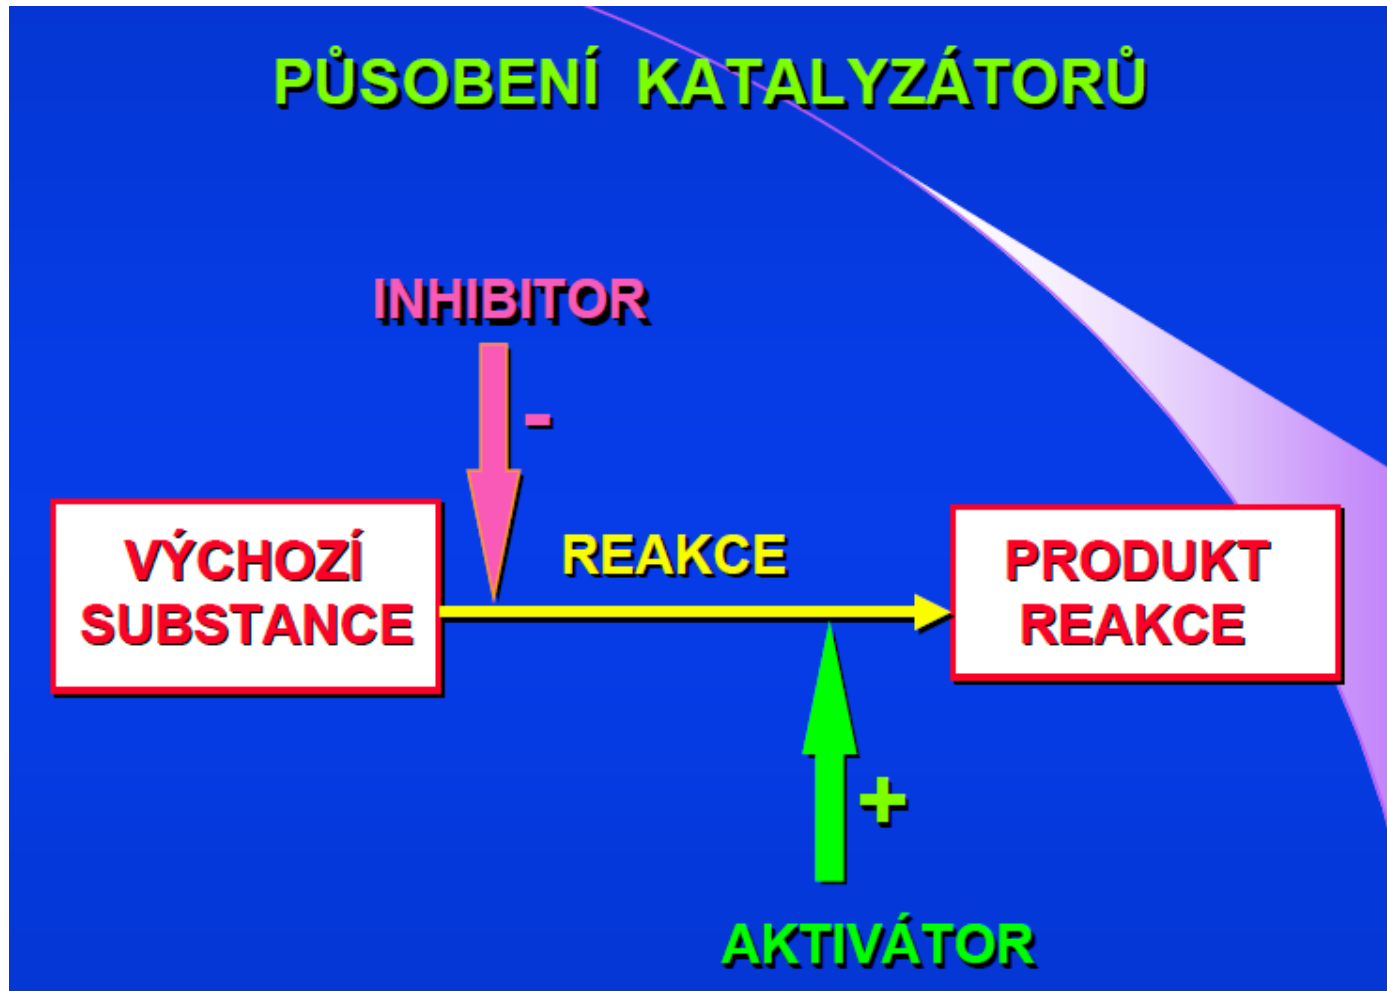 PŮSOBENÍ KATALYZÁTORŮ
INHIBITOR
-
VÝCHOZÍ
SUBSTANCE
REAKCE
PRODUKT
REAKCE
+
AKTIVÁTOR